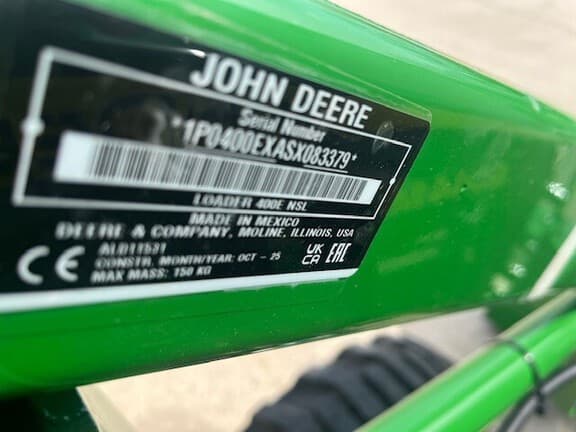 JOHN DEERE
Serial Number
*1P0400EXASX083379*
LOADER 400E NSL
MADE IN MEXICO
DEERE & COMPANY, MOLINE, ILLINOIS, USA
ALD11531
CONSTR. MONTH/YEAR: OCT - 25
MAX MASS: 150 KG
CE
UK
CA
EAC